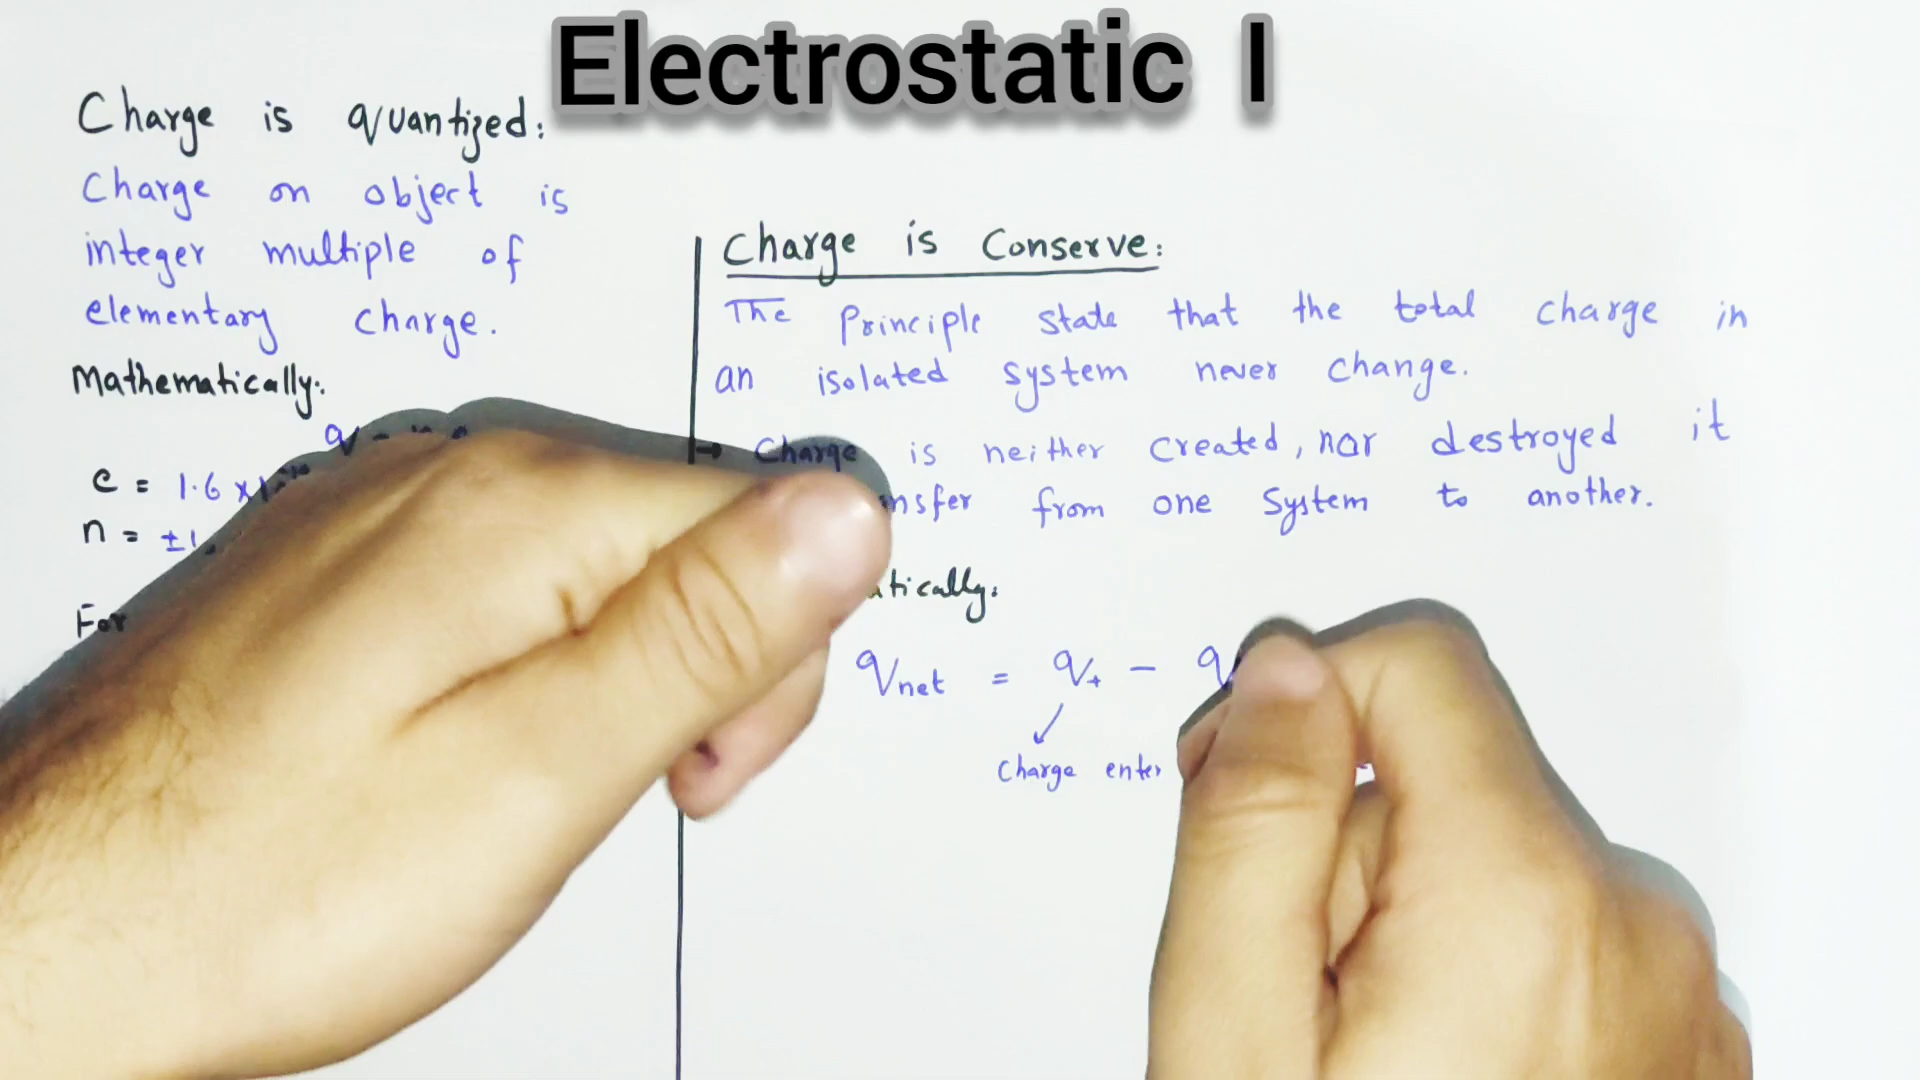 Electrostatic I
Charge is quantized:
Charge on object is
integer multiple of
elementary charge.
Mathematically:
e = 1.6 ×
n = ±1,
For
Charge is Conserve:
The Principle state that the total charge in
an isolated system never change.
→ Charge is neither created, nor destroyed it
from one System to another.
qnet = q+ - q
Charge enter